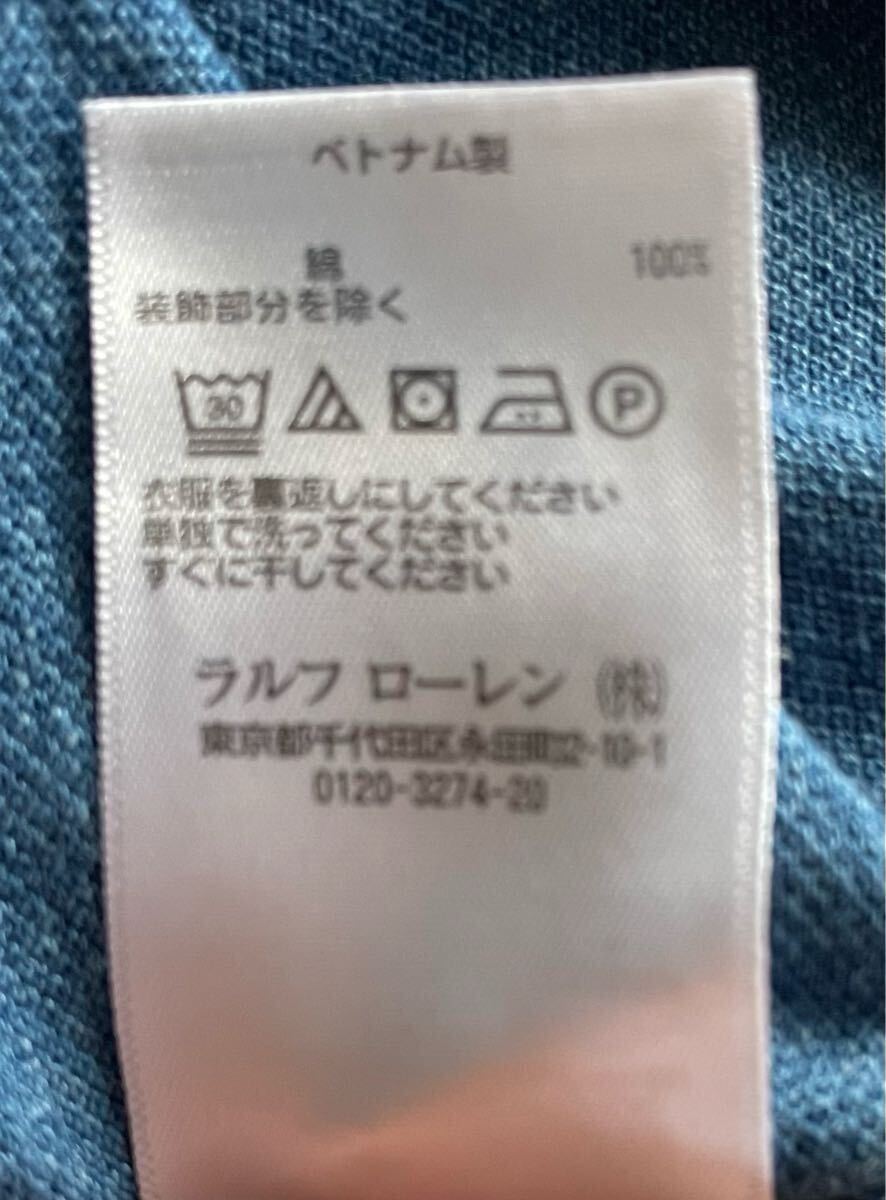 ベトナム製
綿 100%
装飾部分を除く
30 P
衣服を裏返しにしてください
単独で洗ってください
すぐに干してください
ラルフ ローレン (株)
東京都千代田区永田町2-10-1
0120-3274-20